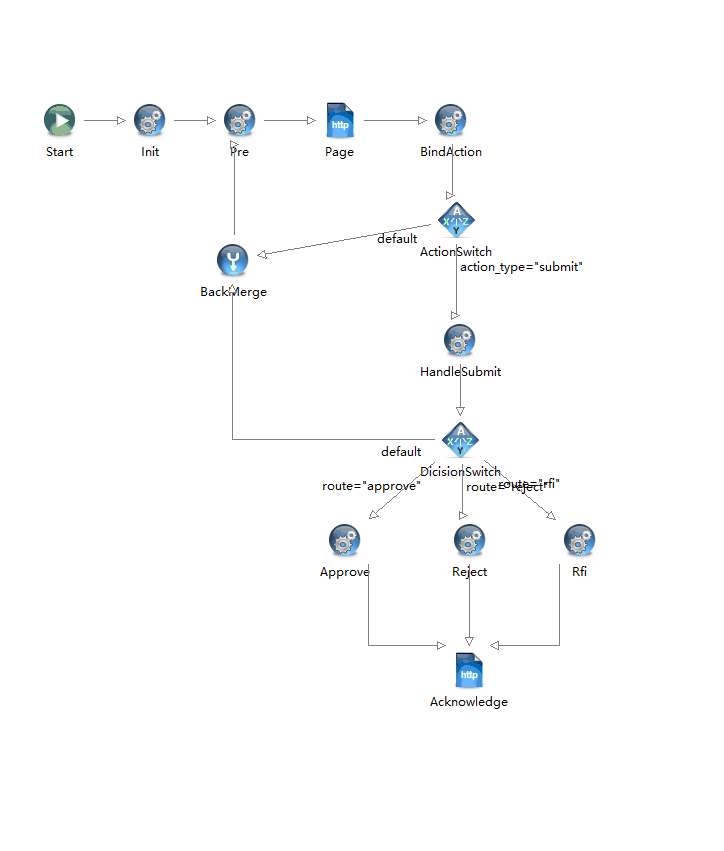 http
Start
Init
Pre
Page
BindAction
A
X Z
Y
default
ActionSwitch
action_type="submit"
BackMerge
HandleSubmit
A
X Z
Y
default
DicisionSwitch
route="approve"
route="reject"
route="rfi"
Approve
Reject
Rfi
http
Acknowledge